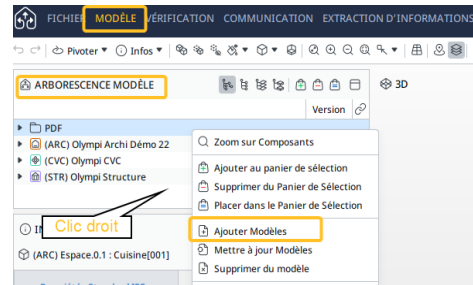 FICHIER MODÈLE VÉRIFICATION COMMUNICATION EXTRACTION D'INFORMATIONS
Pivoter Infos
ARBORESCENCE MODÈLE 3D
Version
PDF
(ARC) Olympi Archi Démo 22
(CVC) Olympi CVC
(STR) Olympi Structure
Zoom sur Composants
Ajouter au panier de sélection
Supprimer du Panier de Sélection
Placer dans le Panier de Sélection
Clic droit
Ajouter Modèles
Mettre à jour Modèles
(ARC) Espace.0.1 : Cuisine[001]
Supprimer du modèle